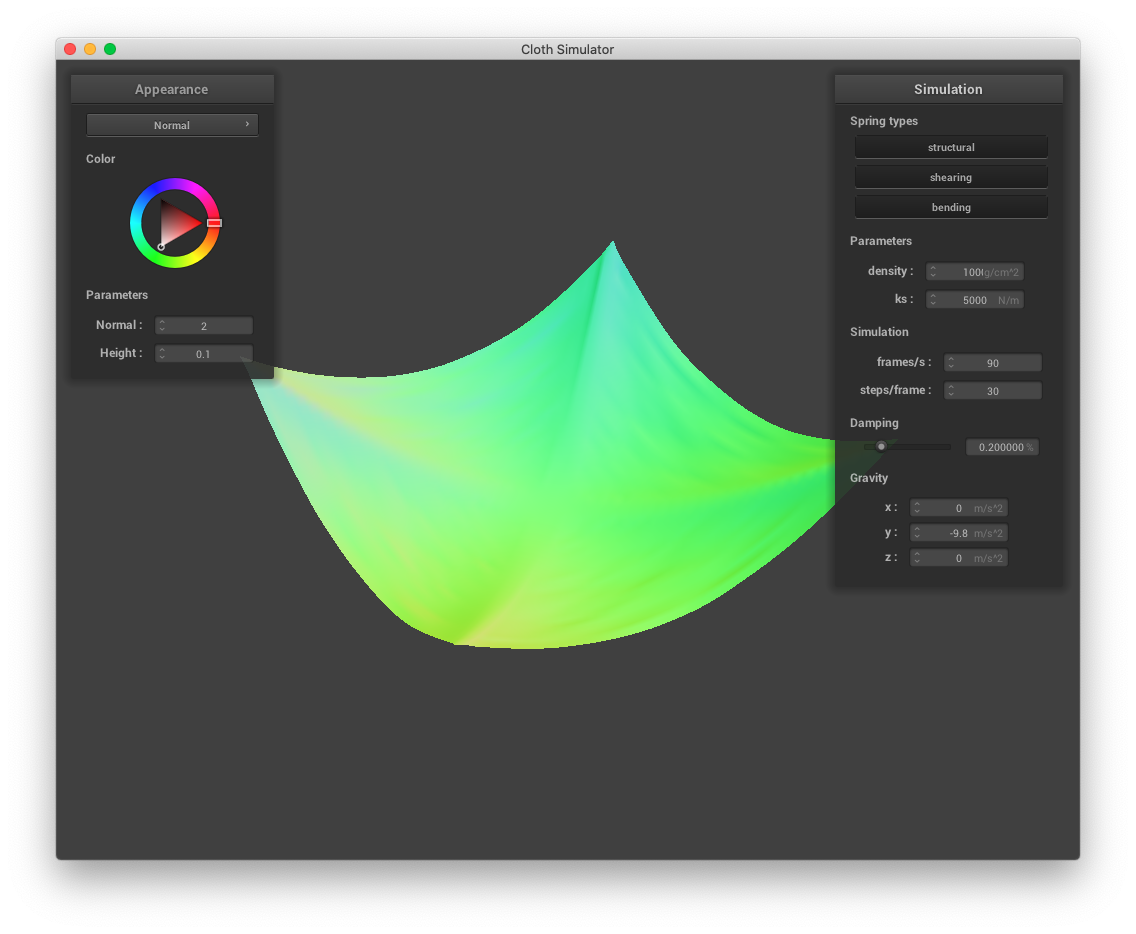 Cloth Simulator
Appearance
Normal
Color
Parameters
Normal : 2
Height : 0.1
Simulation
Spring types
structural
shearing
bending
Parameters
density : g/cm^2
ks : 5000 N/m
Simulation
frames/s : 90
steps/frame : 30
Damping
0.200000 %
Gravity
x : 0 m/s^2
y : -9.8 m/s^2
z : 0 m/s^2